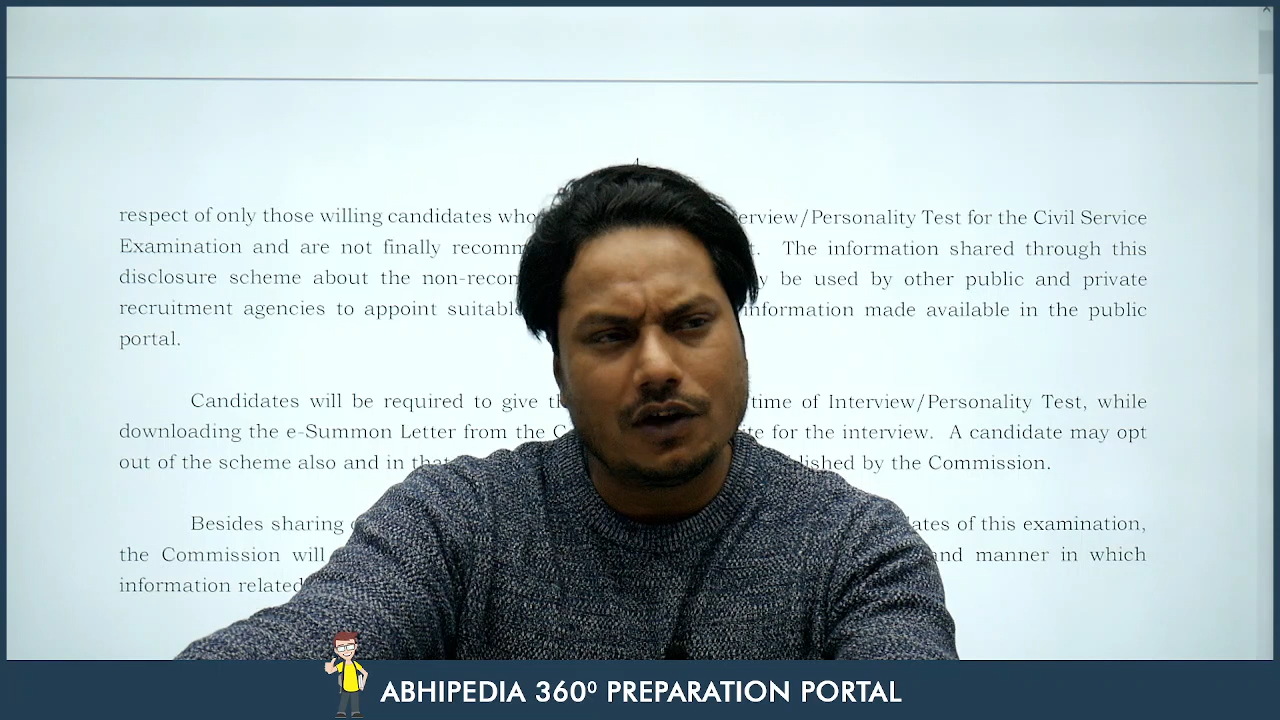 respect of only those willing candidates who erview/Personality Test for the Civil Service
Examination and are not finally recomm The information shared through this
disclosure scheme about the non-recon y be used by other public and private
recruitment agencies to appoint suitable information made available in the public
portal.
Candidates will be required to give time of Interview/Personality Test, while
downloading the e-Summon Letter from the C te for the interview. A candidate may opt
out of the scheme also and in that lished by the Commission.
Besides sharing ates of this examination,
the Commission will and manner in which
information related
ABHIPEDIA 360⁰ PREPARATION PORTAL